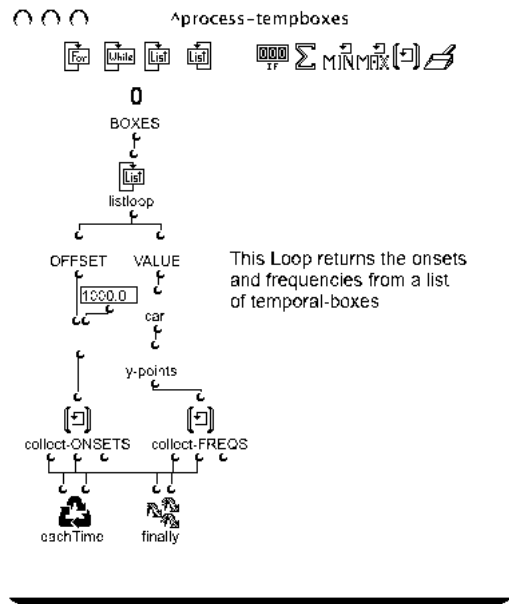 ^process-tempboxes
For While List List 000 IF Σ MIN MAX
0
BOXES
List
listloop
OFFSET VALUE
This Loop returns the onsets
and frequencies from a list
of temporal-boxes
1000.0
car
y-points
collect-ONSETS collect-FREQS
eachTime finally